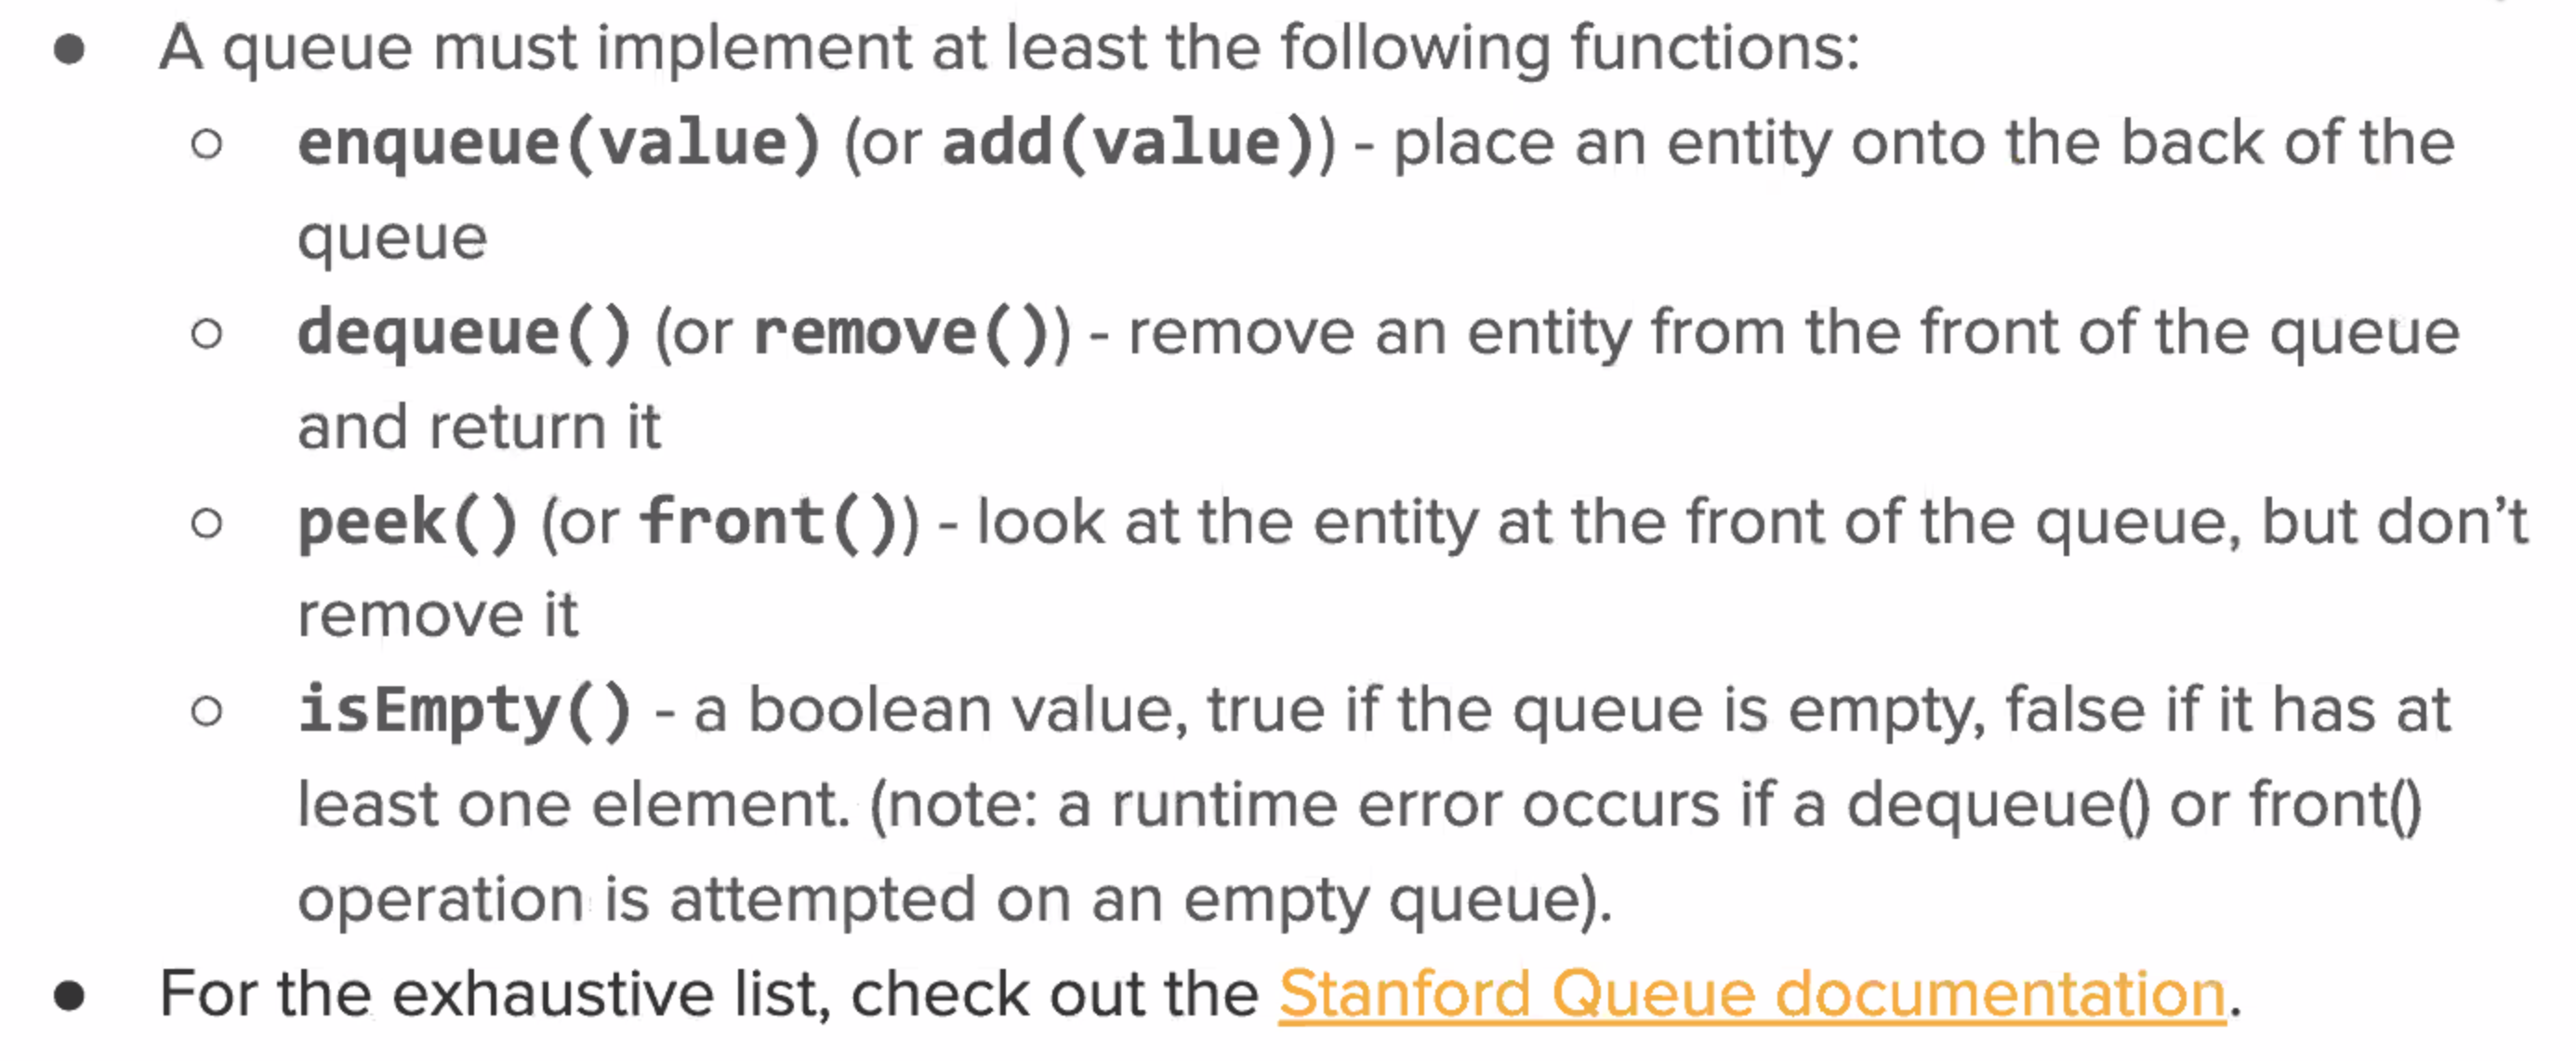 ● A queue must implement at least the following functions:
○ enqueue(value) (or add(value)) - place an entity onto the back of the
queue
○ dequeue() (or remove()) - remove an entity from the front of the queue
and return it
○ peek() (or front()) - look at the entity at the front of the queue, but don’t
remove it
○ isEmpty() - a boolean value, true if the queue is empty, false if it has at
least one element. (note: a runtime error occurs if a dequeue() or front()
operation is attempted on an empty queue).
● For the exhaustive list, check out the Stanford Queue documentation.